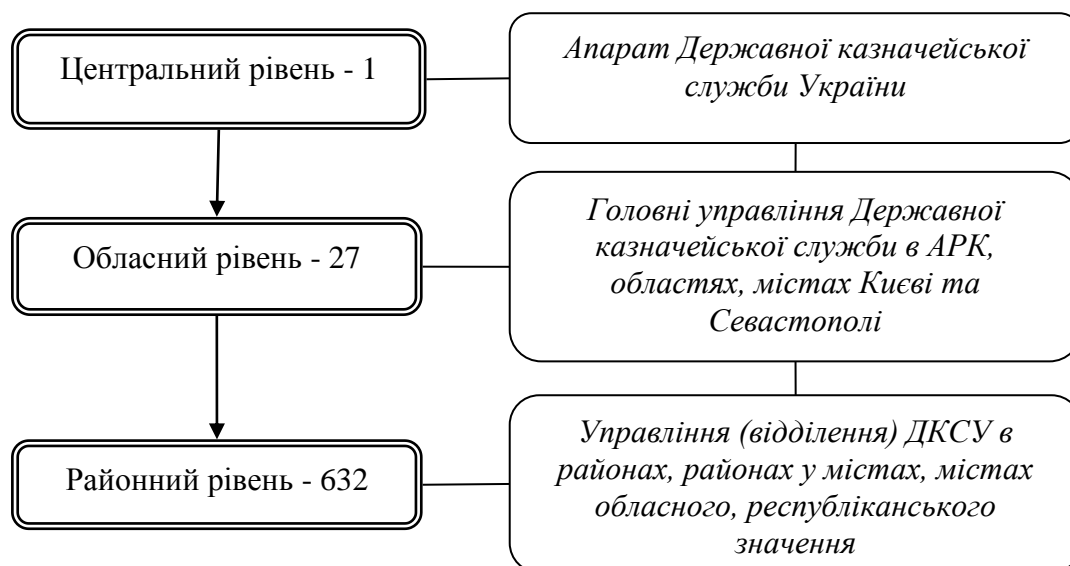 Центральний рівень - 1
Апарат Державної казначейської
служби України
Обласний рівень - 27
Головні управління Державної
казначейської служби в АРК,
областях, містах Києві та
Севастополі
Районний рівень - 632
Управління (відділення) ДКСУ в
районах, районах у містах, містах
обласного, республіканського
значення